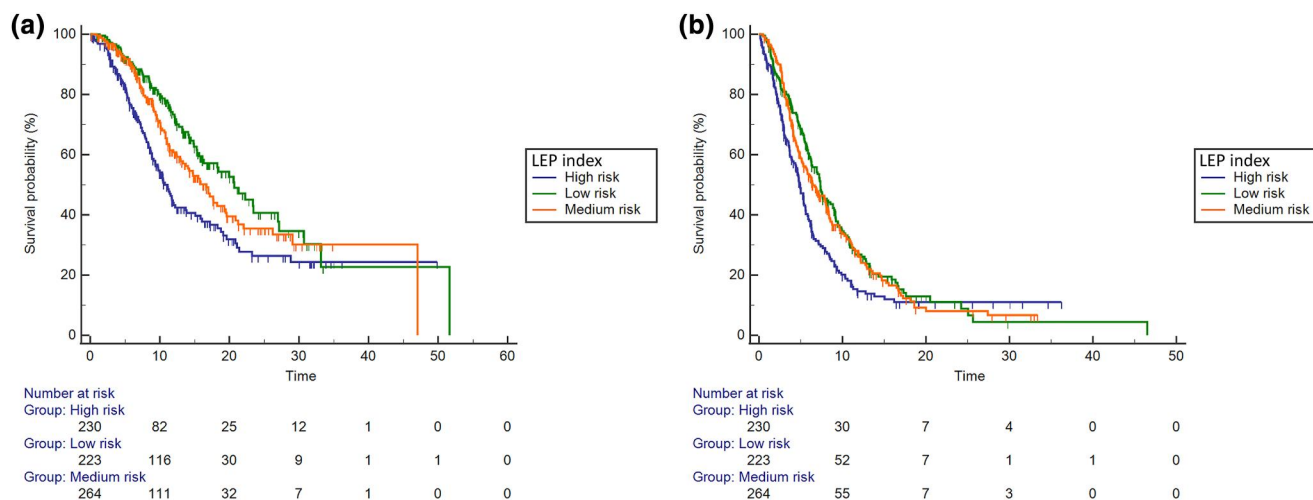 (a)
100
80
60
40
20
0
Survival probability (%)
0 10 20 30 40 50 60
Time
LEP index
High risk
Low risk
Medium risk
Number at risk
Group: High risk
230 82 25 12 1 0 0
Group: Low risk
223 116 30 9 1 1 0
Group: Medium risk
264 111 32 7 1 0 0
(b)
100
80
60
40
20
0
Survival probability (%)
0 10 20 30 40 50
Time
LEP index
High risk
Low risk
Medium risk
Number at risk
Group: High risk
230 30 7 4 0 0
Group: Low risk
223 52 7 1 1 0
Group: Medium risk
264 55 7 3 0 0